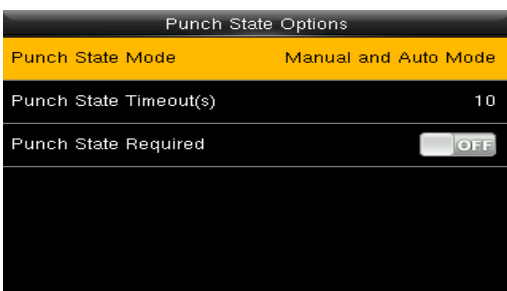 Punch State Options
Punch State Mode Manual and Auto Mode
Punch State Timeout(s) 10
Punch State Required OFF